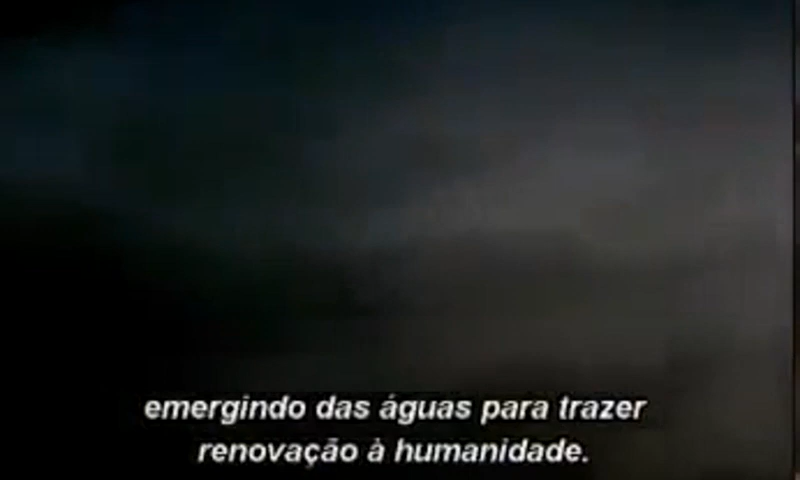 emergindo das águas para trazer
renovação à humanidade.